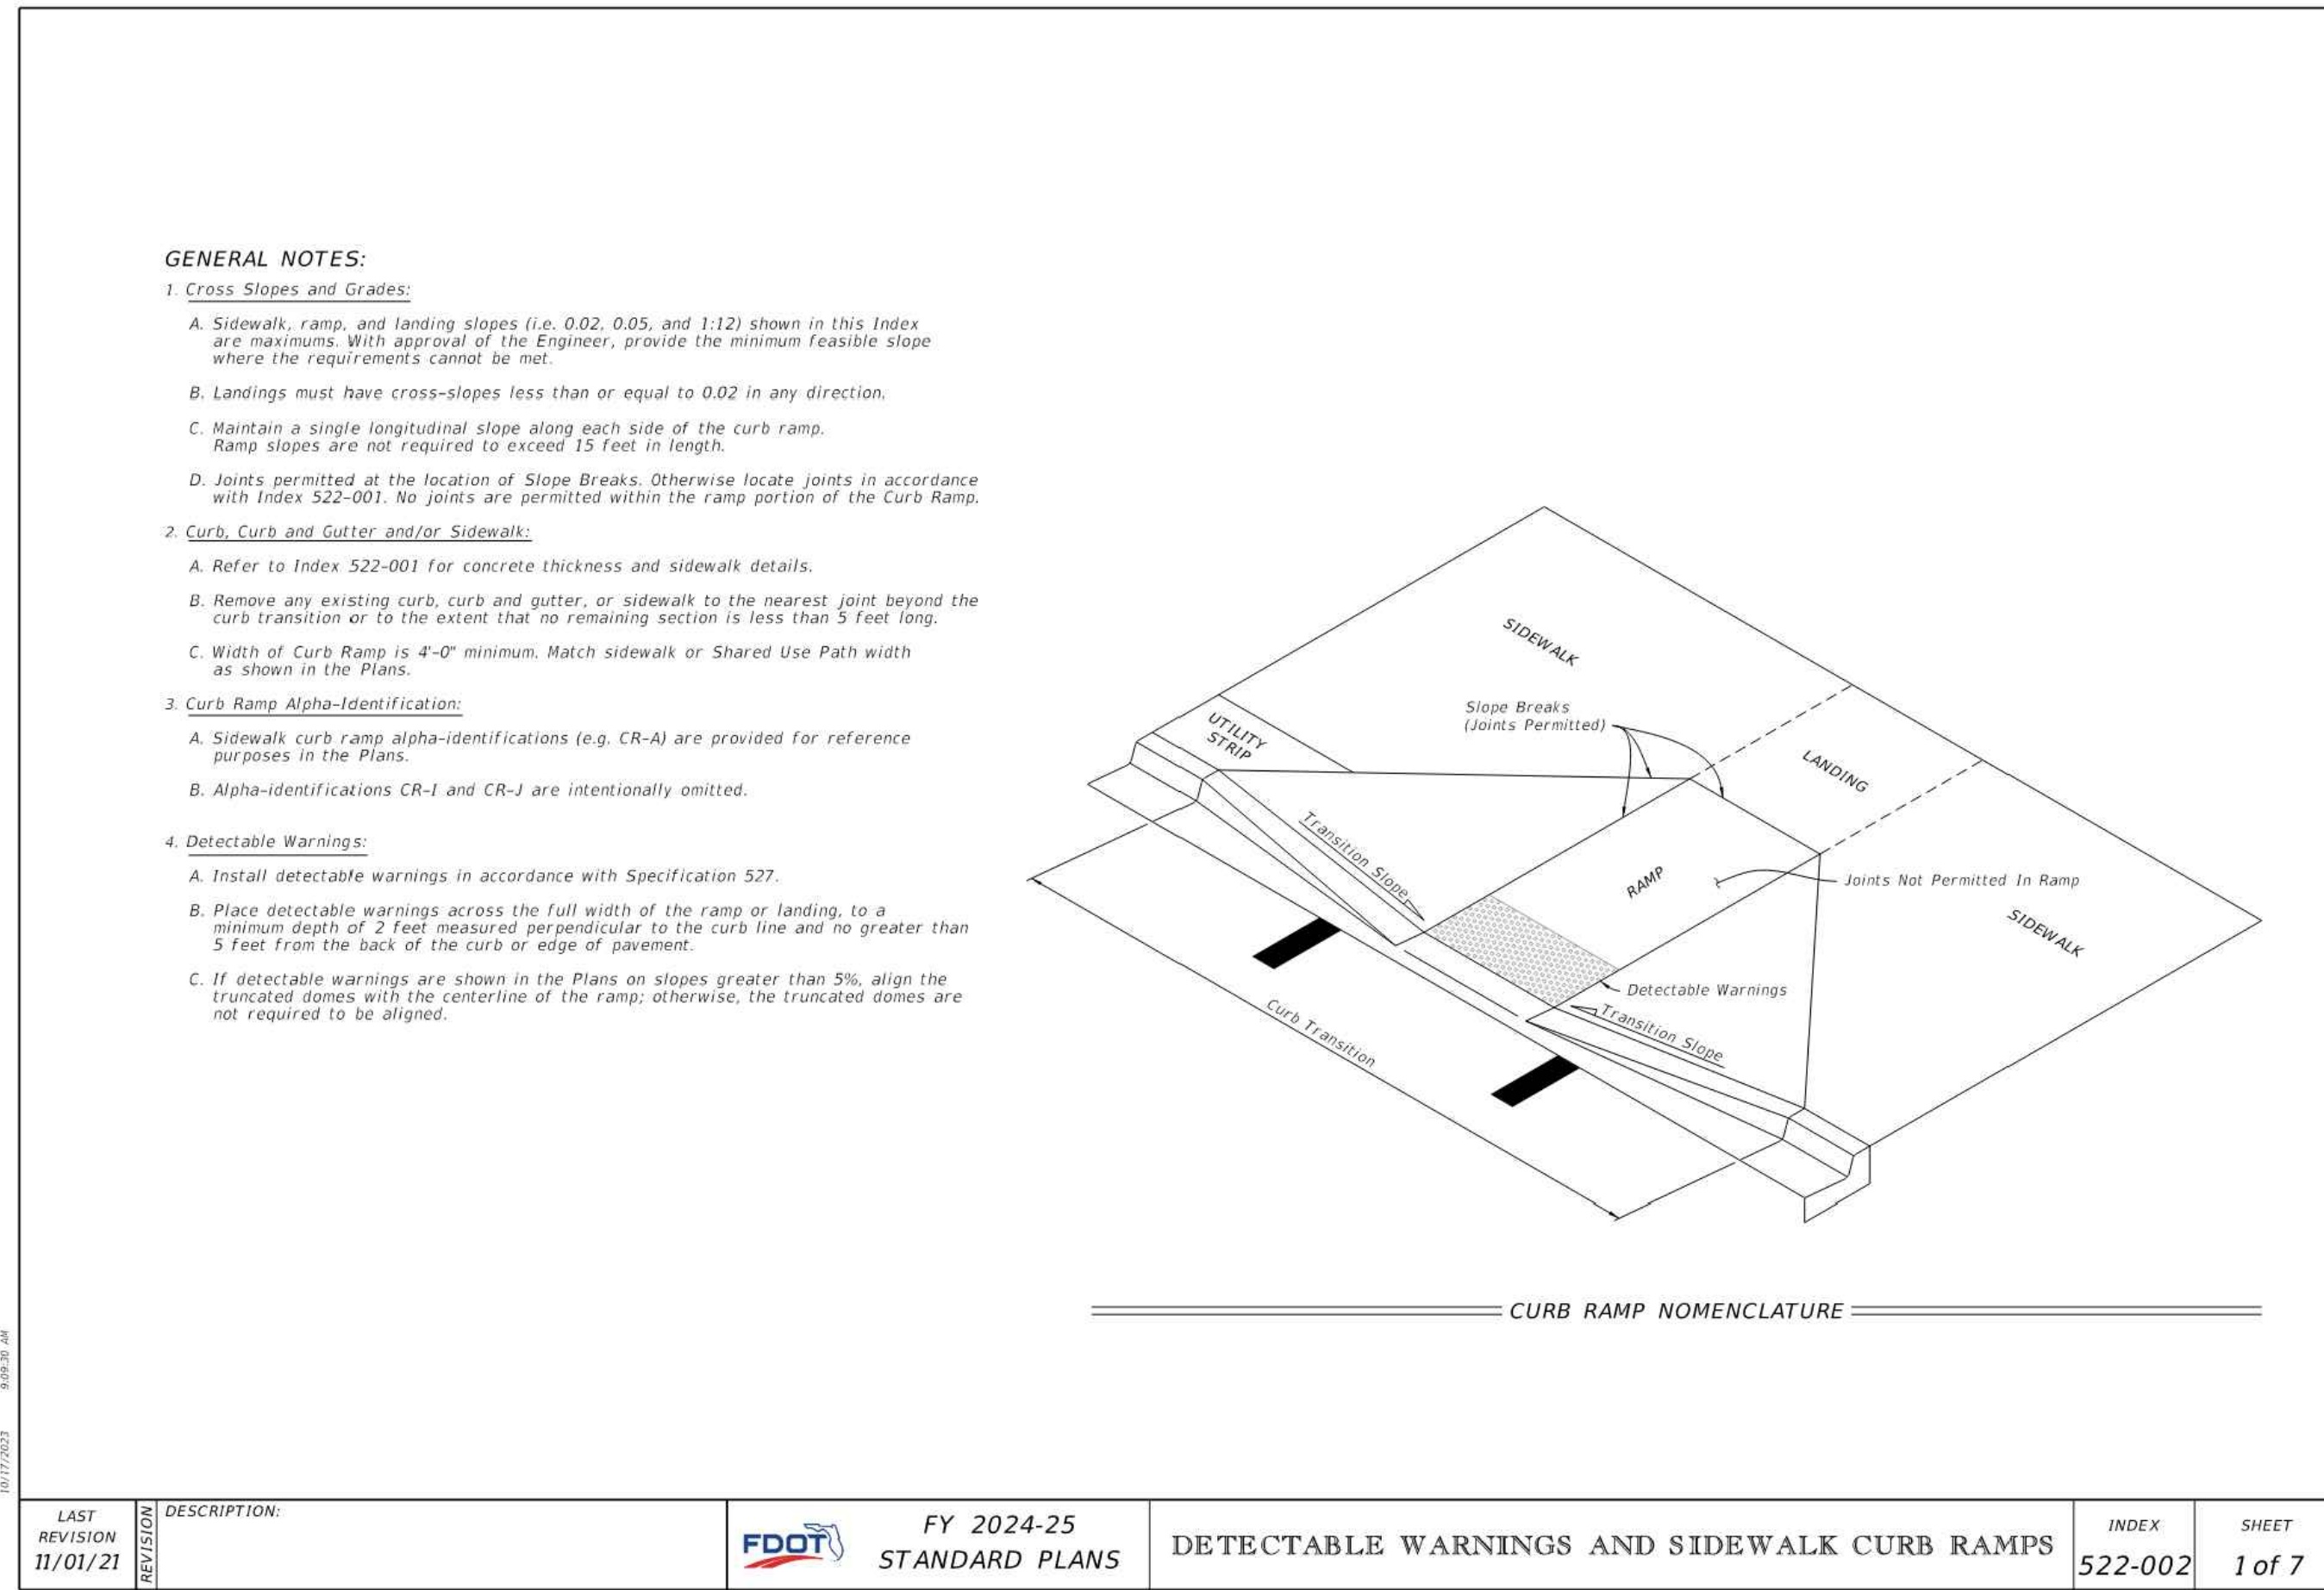 GENERAL NOTES:
1. Cross Slopes and Grades:
A. Sidewalk, ramp, and landing slopes (i.e. 0.02, 0.05, and 1:12) shown in this Index
are maximums. With approval of the Engineer, provide the minimum feasible slope
where the requirements cannot be met.
B. Landings must have cross-slopes less than or equal to 0.02 in any direction.
C. Maintain a single longitudinal slope along each side of the curb ramp.
Ramp slopes are not required to exceed 15 feet in length.
D. Joints permitted at the location of Slope Breaks. Otherwise locate joints in accordance
with Index 522-001. No joints are permitted within the ramp portion of the Curb Ramp.
2. Curb, Curb and Gutter and/or Sidewalk:
A. Refer to Index 522-001 for concrete thickness and sidewalk details.
B. Remove any existing curb, curb and gutter, or sidewalk to the nearest joint beyond the
curb transition or to the extent that no remaining section is less than 5 feet long.
C. Width of Curb Ramp is 4'-0" minimum. Match sidewalk or Shared Use Path width
as shown in the Plans.
3. Curb Ramp Alpha-Identification:
A. Sidewalk curb ramp alpha-identifications (e.g. CR-A) are provided for reference
purposes in the Plans.
B. Alpha-identifications CR-I and CR-J are intentionally omitted.
4. Detectable Warnings:
A. Install detectable warnings in accordance with Specification 527.
B. Place detectable warnings across the full width of the ramp or landing, to a
minimum depth of 2 feet measured perpendicular to the curb line and no greater than
5 feet from the back of the curb or edge of pavement.
C. If detectable warnings are shown in the Plans on slopes greater than 5%, align the
truncated domes with the centerline of the ramp; otherwise, the truncated domes are
not required to be aligned.
SIDEWALK
Slope Breaks
(Joints Permitted)
UTILITY
STRIP
LANDING
Transition Slope
RAMP
Joints Not Permitted In Ramp
SIDEWALK
Detectable Warnings
Transition Slope
Curb Transition
CURB RAMP NOMENCLATURE
10/17/2023 9:09:30 AM
LAST
REVISION
11/01/21
REVISION
DESCRIPTION:
FDOT
FY 2024-25
STANDARD PLANS
DETECTABLE WARNINGS AND SIDEWALK CURB RAMPS
INDEX
522-002
SHEET
1 of 7